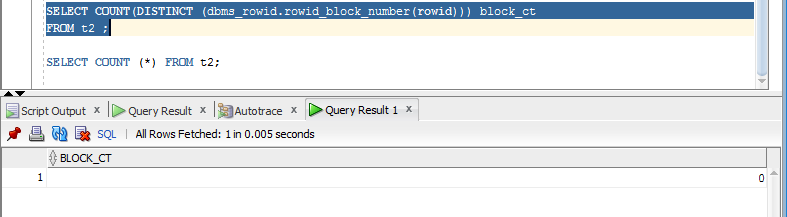 SELECT COUNT(DISTINCT (dbms_rowid.rowid_block_number(rowid))) block_ct
FROM t2 ;
SELECT COUNT (*) FROM t2;
Script Output x Query Result x Autotrace x Query Result 1 x
SQL | All Rows Fetched: 1 in 0.005 seconds
BLOCK_CT
1 0